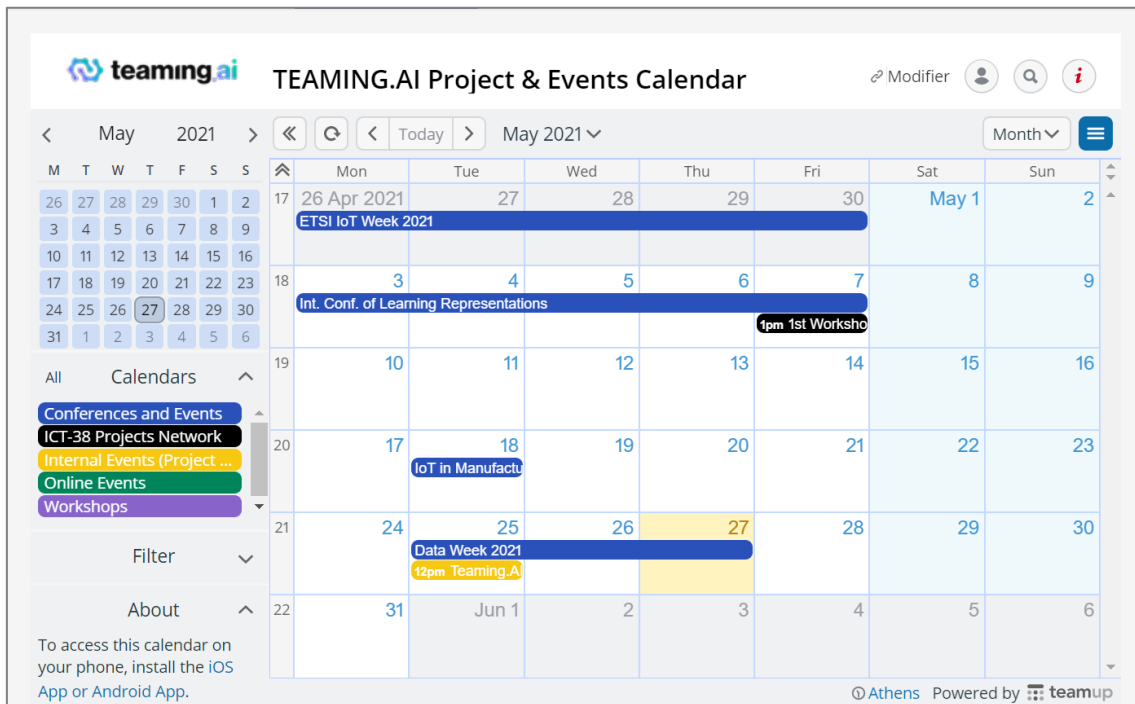 teaming.ai
TEAMING.AI Project & Events Calendar
Modifier
i
May 2021
Today
May 2021
Month
M T W T F S S
26 27 28 29 30 1 2
3 4 5 6 7 8 9
10 11 12 13 14 15 16
17 18 19 20 21 22 23
24 25 26 27 28 29 30
31 1 2 3 4 5 6
All Calendars
Conferences and Events
ICT-38 Projects Network
Internal Events (Project ...
Online Events
Workshops
Filter
About
To access this calendar on
your phone, install the iOS
App or Android App.
Mon Tue Wed Thu Fri Sat Sun
17 26 Apr 2021 27 28 29 30 May 1 2
ETSI IoT Week 2021
18 3 4 5 6 7 8 9
Int. Conf. of Learning Representations
1pm 1st Worksho
19 10 11 12 13 14 15 16
20 17 18 19 20 21 22 23
IoT in Manufactu
21 24 25 26 27 28 29 30
Data Week 2021
12pm Teaming.AI
22 31 Jun 1 2 3 4 5 6
Athens Powered by teamup